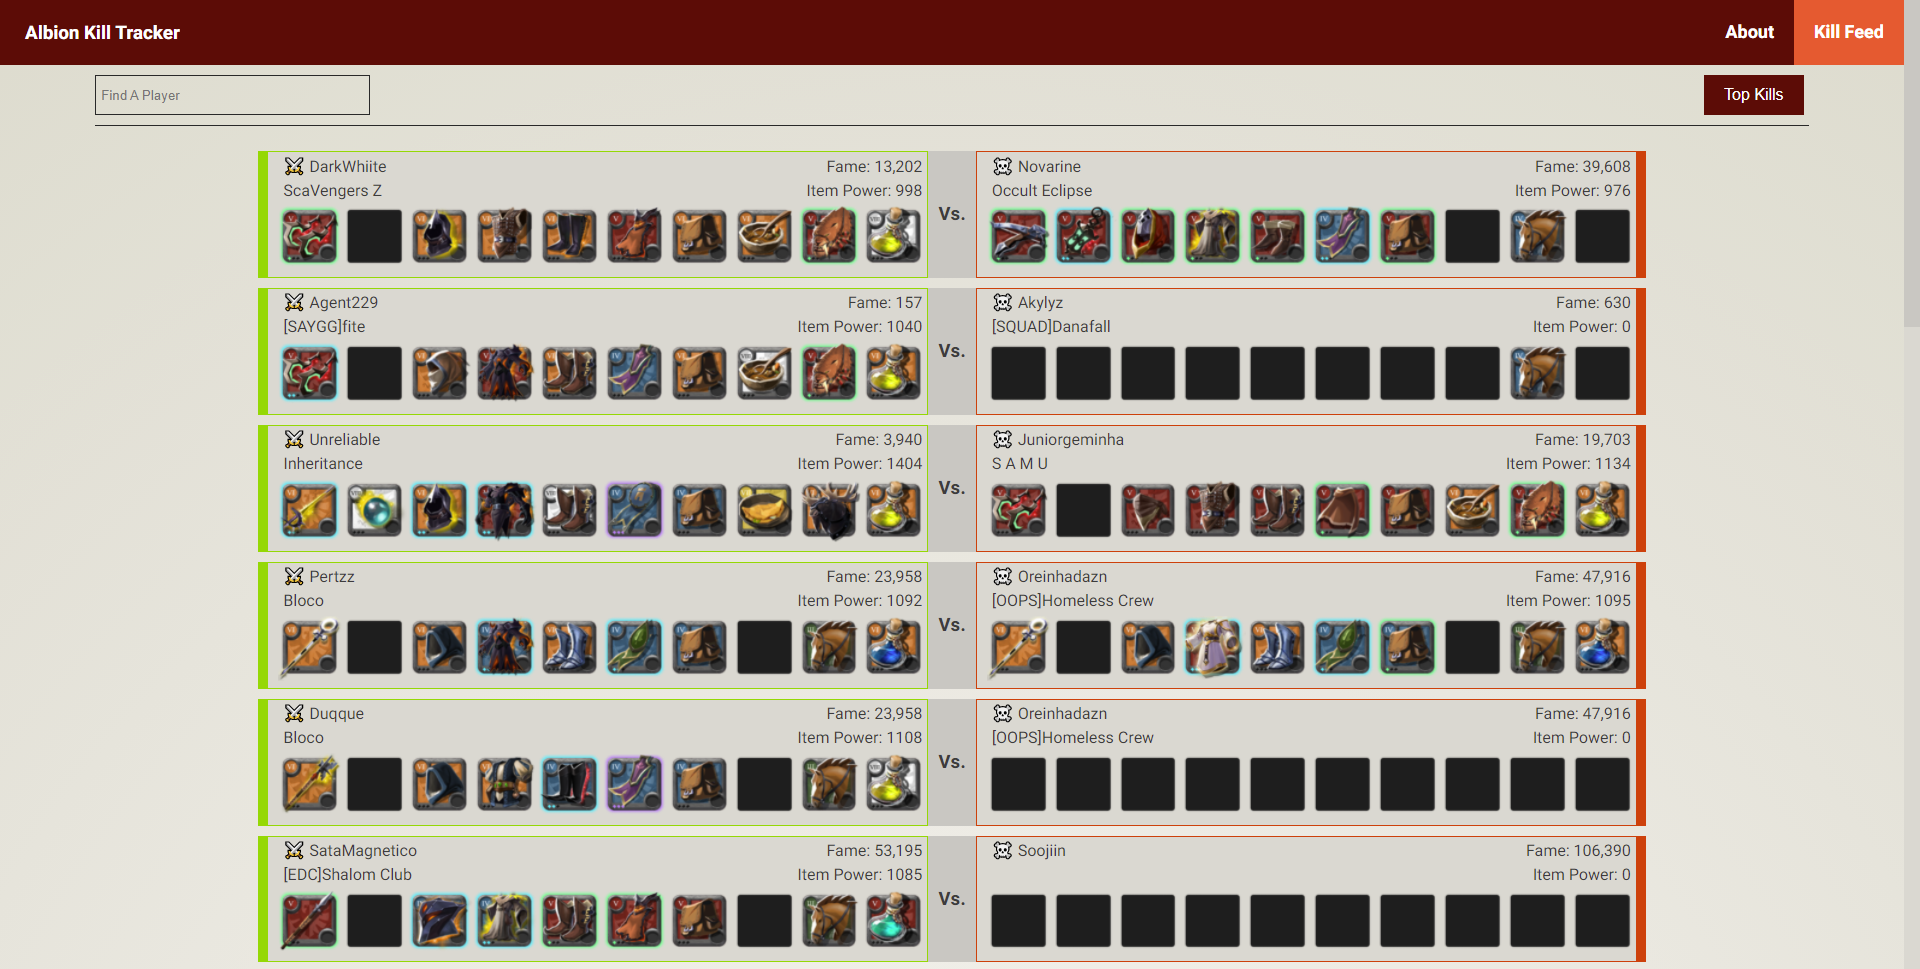 Albion Kill Tracker
About
Kill Feed
Find A Player
Top Kills
DarkWhiite
Fame: 13,202
ScaVengers Z
Item Power: 998
Vs.
Novarine
Fame: 39,608
Occult Eclipse
Item Power: 976
Agent229
Fame: 157
[SAYGG]fite
Item Power: 1040
Vs.
Akylyz
Fame: 630
[SQUAD]Danafall
Item Power: 0
Unreliable
Fame: 3,940
Inheritance
Item Power: 1404
Vs.
Juniorgeminha
Fame: 19,703
S A M U
Item Power: 1134
Pertzz
Fame: 23,958
Bloco
Item Power: 1092
Vs.
Oreinhadazn
Fame: 47,916
[OOPS]Homeless Crew
Item Power: 1095
Duqque
Fame: 23,958
Bloco
Item Power: 1108
Vs.
Oreinhadazn
Fame: 47,916
[OOPS]Homeless Crew
Item Power: 0
SataMagnetico
Fame: 53,195
[EDC]Shalom Club
Item Power: 1085
Vs.
Soojiin
Fame: 106,390
Item Power: 0